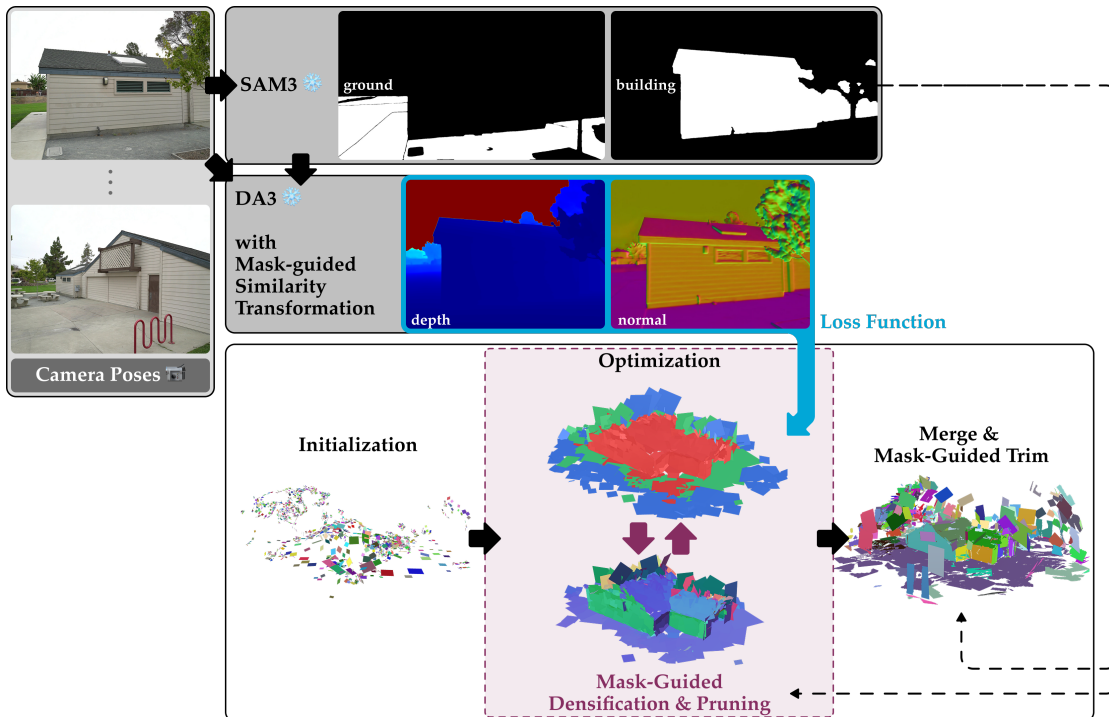 SAM3
ground
building
DA3
with
Mask-guided
Similarity
Transformation
depth
normal
Loss Function
Camera Poses
Optimization
Initialization
Merge &
Mask-Guided Trim
Mask-Guided
Densification & Pruning